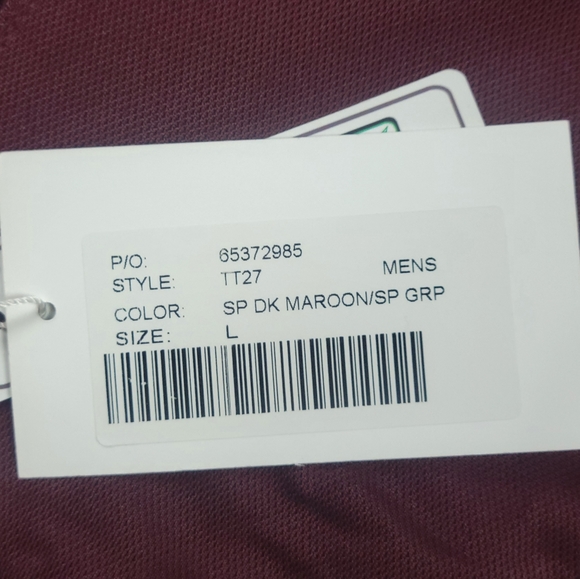 P/O: 65372985
STYLE: TT27 MENS
COLOR: SP DK MAROON/SP GRP
SIZE: L